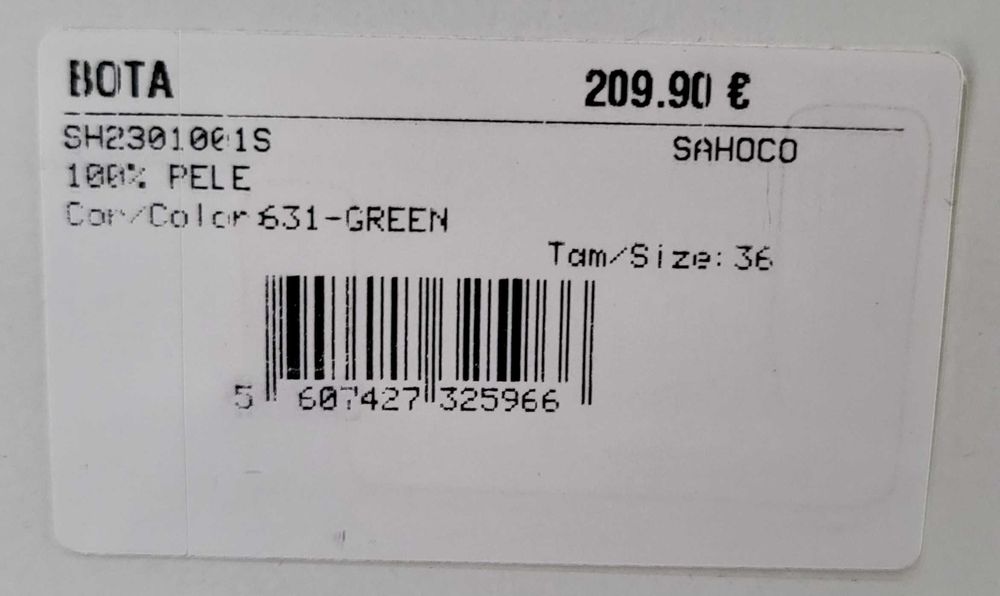 BOTA 209.90 €
SH2301001S SAHOCO
100% PELE
Cor/Color:631-GREEN
Tam/Size:36
5 607427 325966